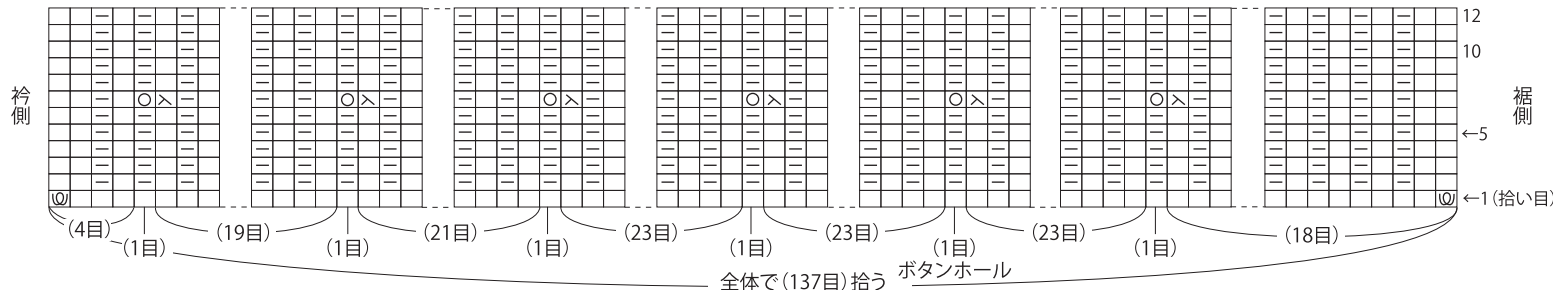 12
10
衿側
裾側
←5
←1(拾い目)
(4目)
(1目)
(19目)
(1目)
(21目)
(1目)
(23目)
(1目)
(23目)
(1目)
(23目)
(1目)
(18目)
全体で(137目)拾う
ボタンホール